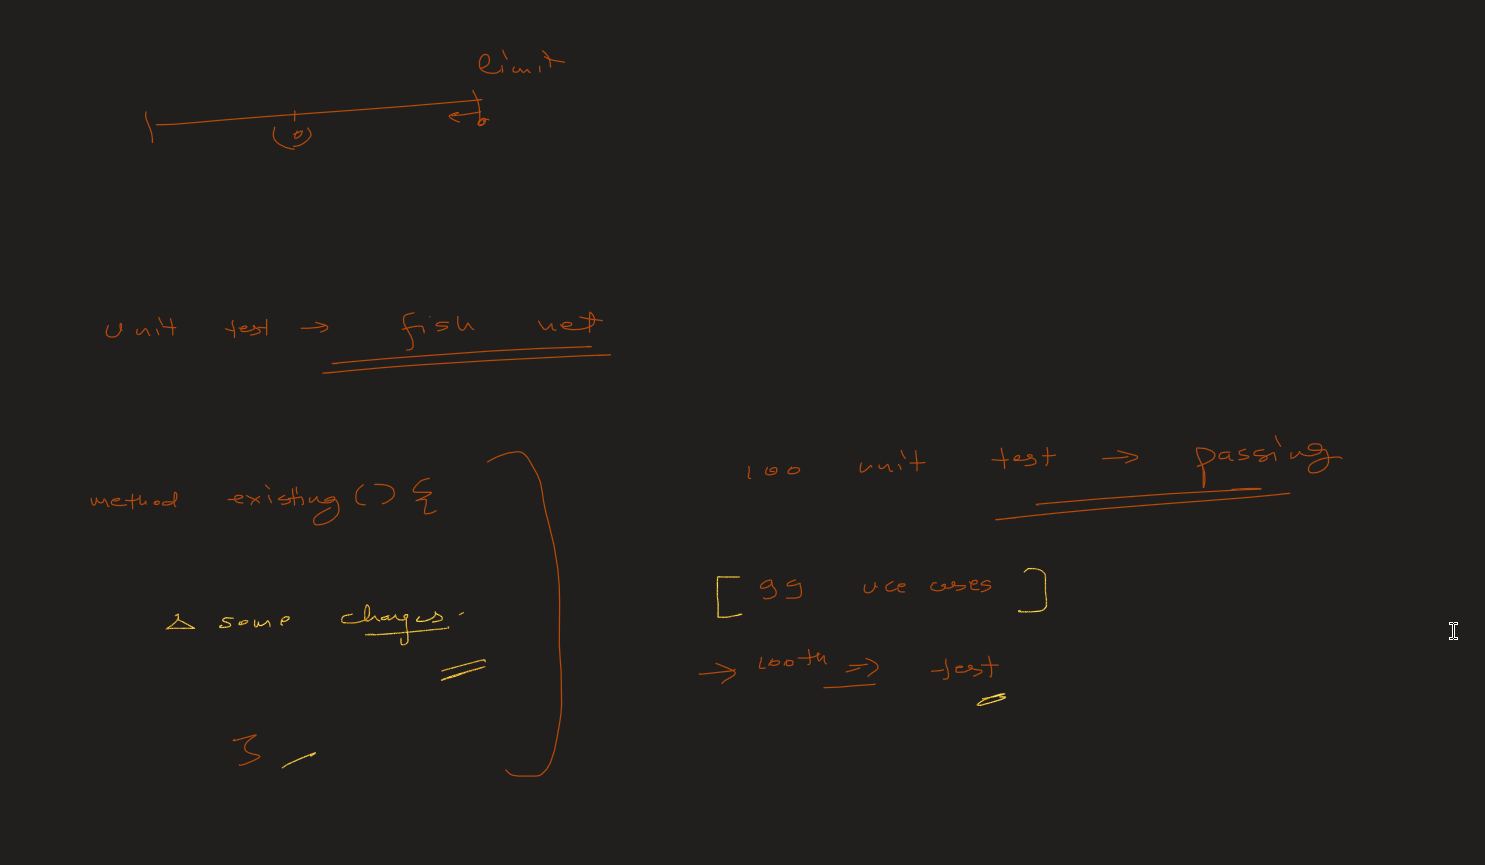 limit
0
unit test → fish net
100 unit test → passing
method existing () {
[ 99 use cases ]
Δ some changes.
→ 100th => test
}